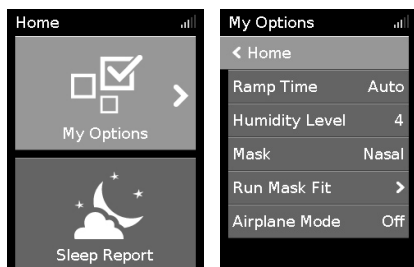 Home
My Options
Sleep Report
My Options
Home
Ramp Time Auto
Humidity Level 4
Mask Nasal
Run Mask Fit
Airplane Mode Off